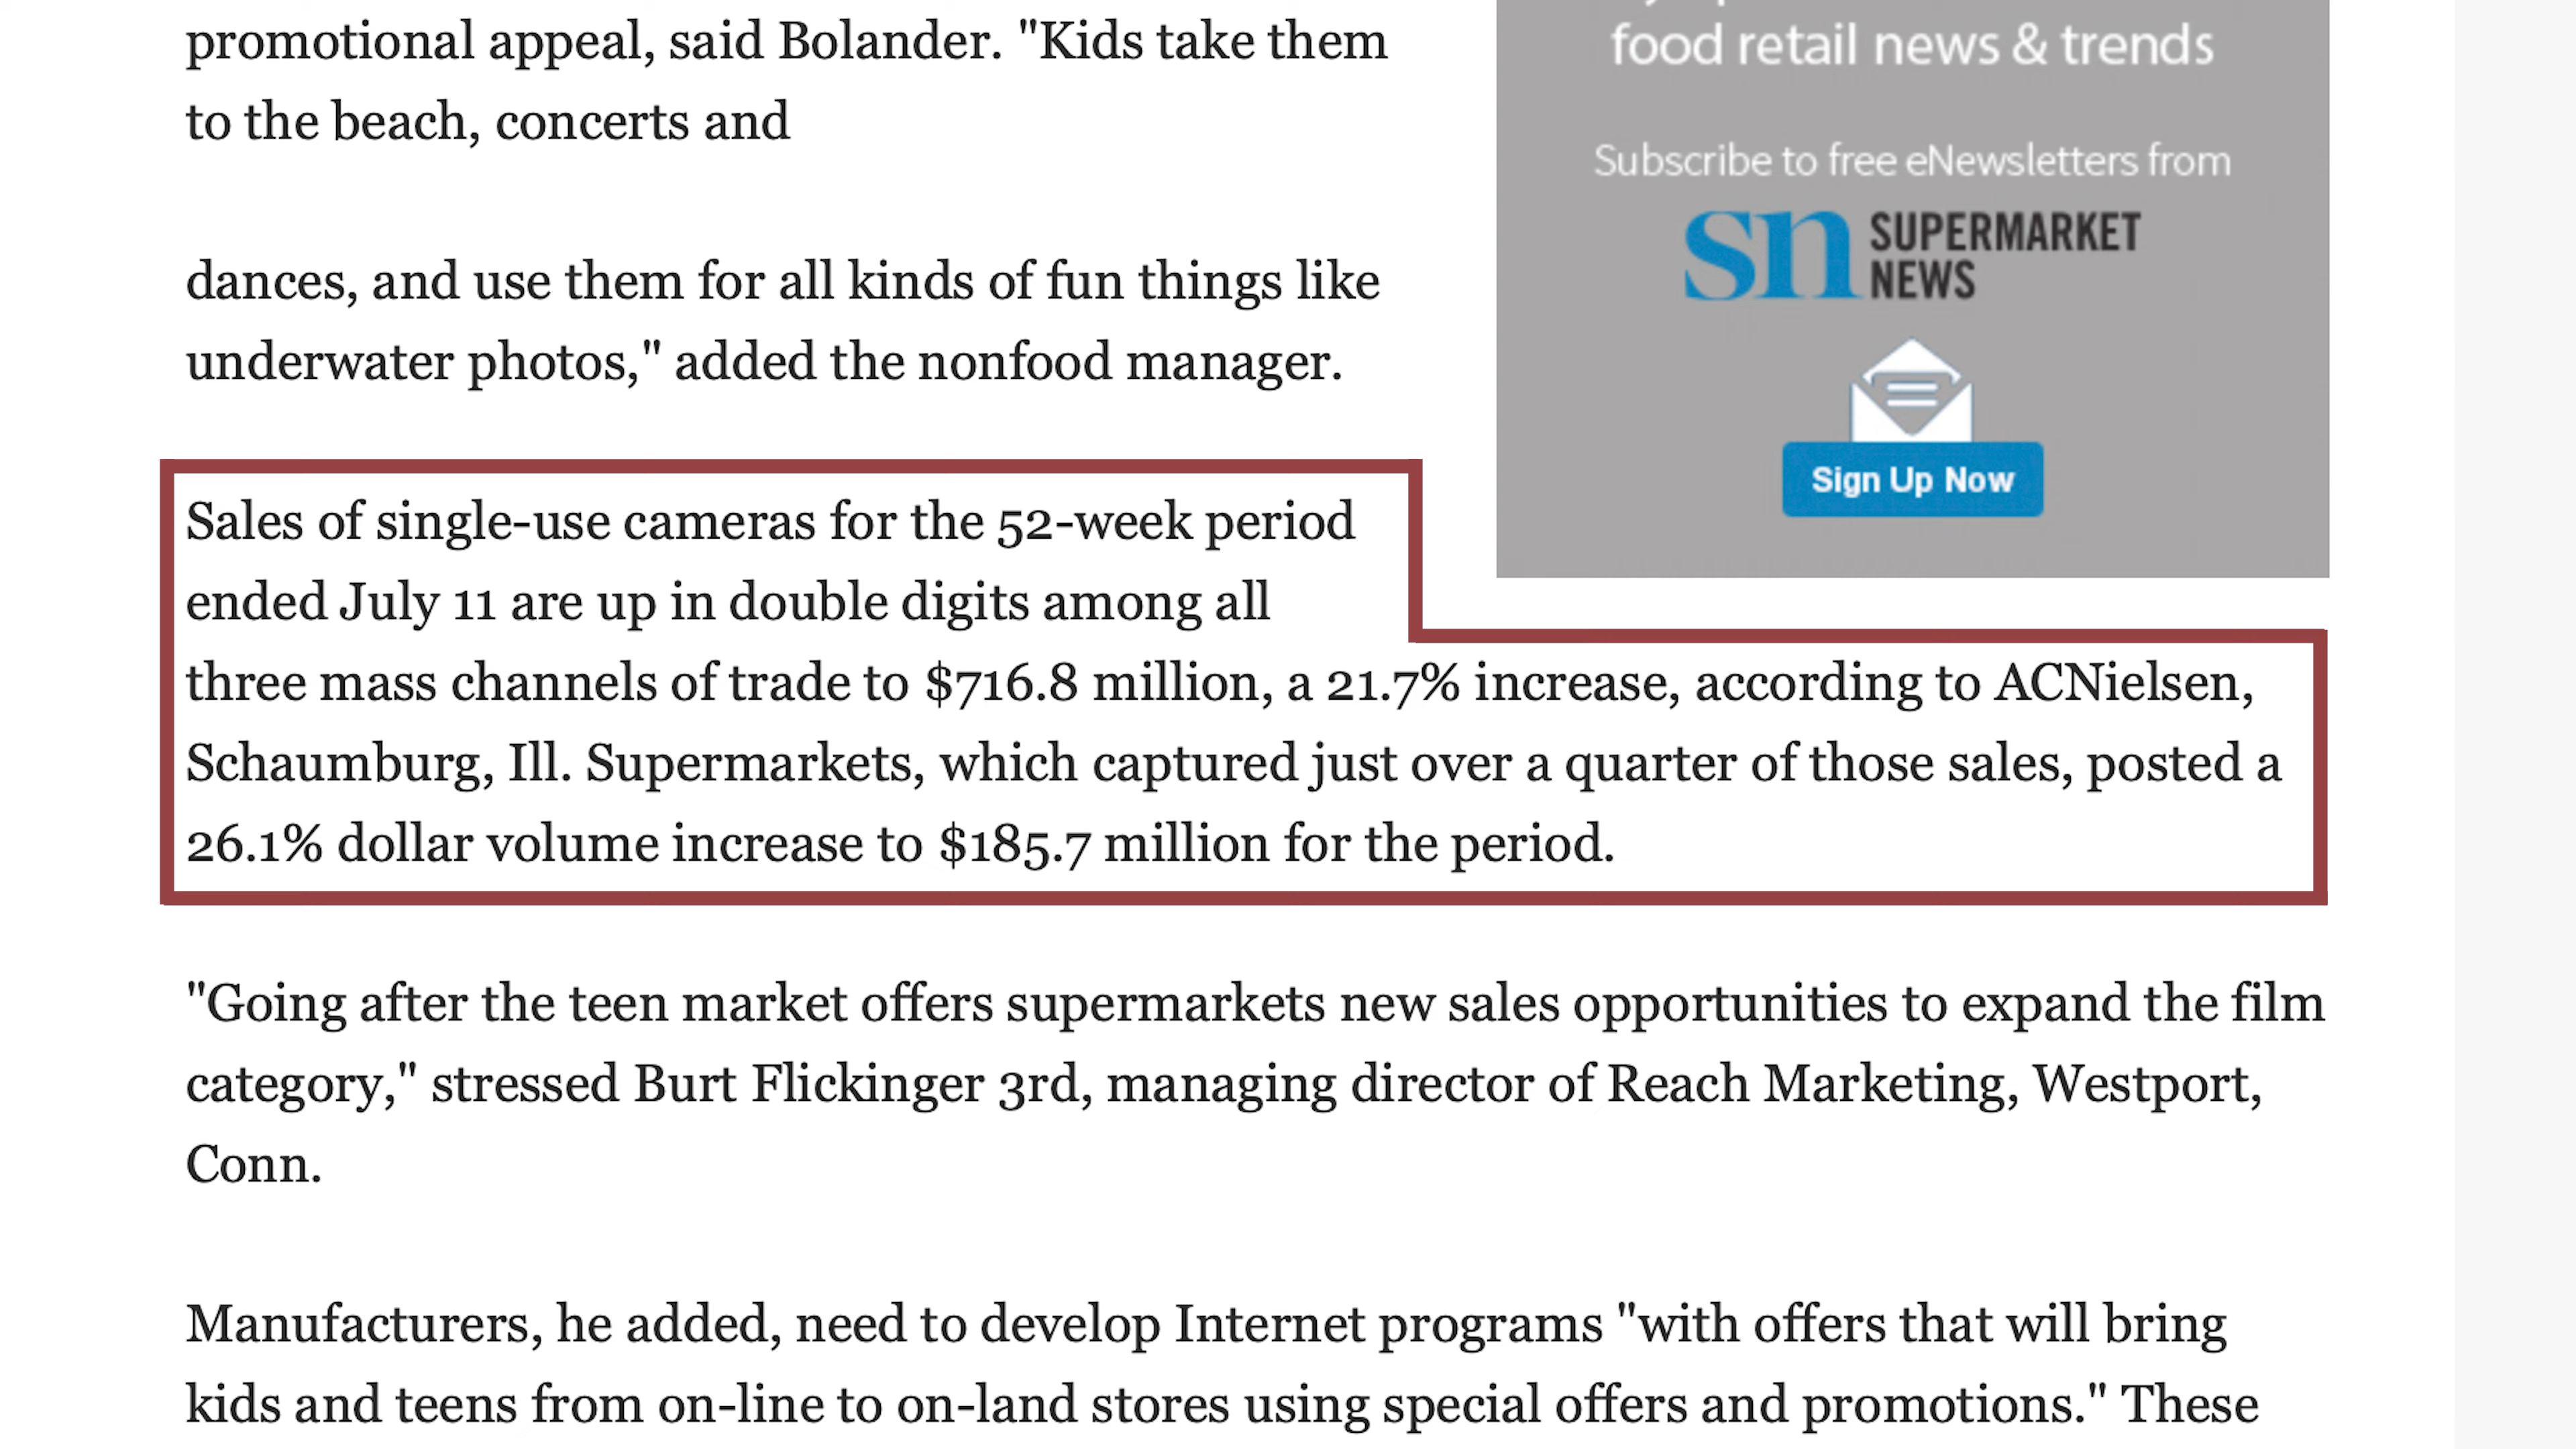 promotional appeal, said Bolander. "Kids take them
to the beach, concerts and
dances, and use them for all kinds of fun things like
underwater photos," added the nonfood manager.
Sales of single-use cameras for the 52-week period
ended July 11 are up in double digits among all
three mass channels of trade to $716.8 million, a 21.7% increase, according to ACNielsen,
Schaumburg, Ill. Supermarkets, which captured just over a quarter of those sales, posted a
26.1% dollar volume increase to $185.7 million for the period.
"Going after the teen market offers supermarkets new sales opportunities to expand the film
category," stressed Burt Flickinger 3rd, managing director of Reach Marketing, Westport,
Conn.
Manufacturers, he added, need to develop Internet programs "with offers that will bring
kids and teens from on-line to on-land stores using special offers and promotions." These
food retail news & trends
Subscribe to free eNewsletters from
sn SUPERMARKET
NEWS
Sign Up Now